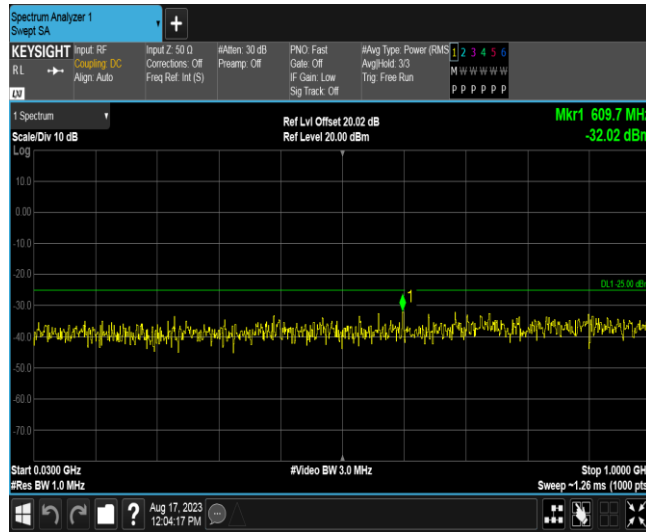 Spectrum Analyzer 1
Swept SA
+
KEYSIGHT
RL
LXI
Input: RF
Coupling: DC
Align: Auto
Input Z: 50 Ω
Corrections: Off
Freq Ref: Int (S)
#Atten: 30 dB
Preamp: Off
PNO: Fast
Gate: Off
IF Gain: Low
Sig Track: Off
#Avg Type: Power (RMS
Avg|Hold: 3/3
Trig: Free Run
1 2 3 4 5 6
M W W W W W
P P P P P P
1 Spectrum
Scale/Div 10 dB
Log
Ref Lvl Offset 20.02 dB
Ref Level 20.00 dBm
Mkr1 609.7 MHz
-32.02 dBm
10.0
0.00
-10.0
-20.0
DL1 -25.00 dBm
1
-30.0
-40.0
-50.0
-60.0
-70.0
Start 0.0300 GHz
#Res BW 1.0 MHz
#Video BW 3.0 MHz
Stop 1.0000 GH
Sweep ~1.26 ms (1000 pts
?
Aug 17, 2023
12:04:17 PM